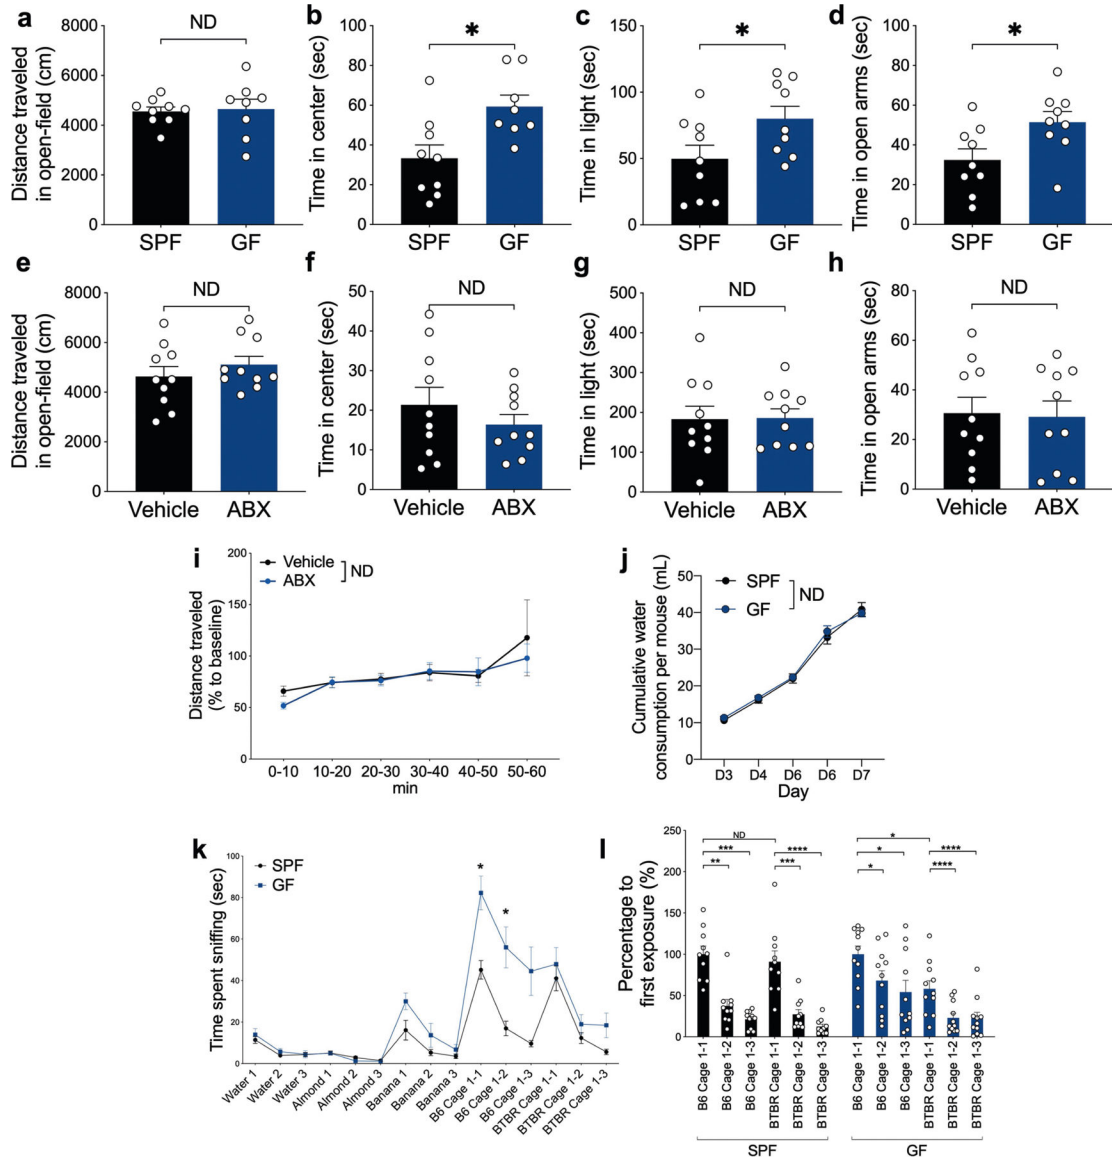 a
Distance traveled
in open-field (cm)
8000
6000
4000
2000
0
ND
SPF GF
b
Time in center (sec)
100
80
60
40
20
0
*
SPF GF
c
Time in light (sec)
150
100
50
0
*
SPF GF
d
Time in open arms (sec)
100
80
60
40
20
0
*
SPF GF
e
Distance traveled
in open-field (cm)
8000
6000
4000
2000
0
ND
Vehicle ABX
f
Time in center (sec)
50
40
30
20
10
0
ND
Vehicle ABX
g
Time in light (sec)
500
400
300
200
100
0
ND
Vehicle ABX
h
Time in open arms (sec)
80
60
40
20
0
ND
Vehicle ABX
i
Distance traveled
(% to baseline)
200
150
100
50
0
Vehicle
ABX
ND
0-10 10-20 20-30 30-40 40-50 50-60
min
j
Cumulative water
consumption per mouse (mL)
50
40
30
20
10
0
SPF
GF
ND
D3 D4 D6 D6 D7
Day
k
Time spent sniffing (sec)
100
80
60
40
20
0
SPF
GF
*
*
Water 1
Water 2
Water 3
Almond 1
Almond 2
Almond 3
Banana 1
Banana 2
Banana 3
B6 Cage 1-1
B6 Cage 1-2
B6 Cage 1-3
BTBR Cage 1-1
BTBR Cage 1-2
BTBR Cage 1-3
l
Percentage to
first exposure (%)
250
200
150
100
50
0
ND
***
**
****
***
*
*
*
****
****
B6 Cage 1-1
B6 Cage 1-2
B6 Cage 1-3
BTBR Cage 1-1
BTBR Cage 1-2
BTBR Cage 1-3
B6 Cage 1-1
B6 Cage 1-2
B6 Cage 1-3
BTBR Cage 1-1
BTBR Cage 1-2
BTBR Cage 1-3
SPF GF